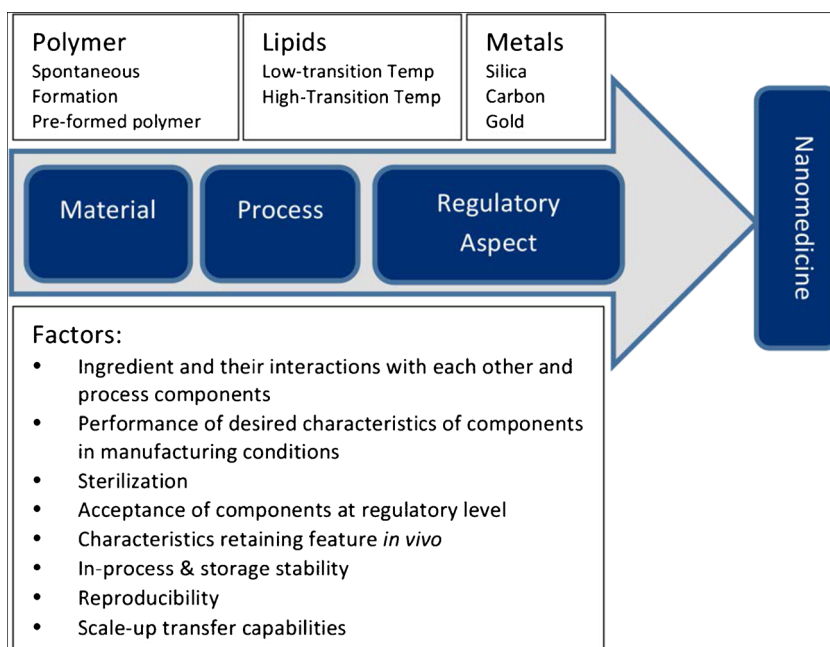 Polymer
Spontaneous
Formation
Pre-formed polymer
Lipids
Low-transition Temp
High-Transition Temp
Metals
Silica
Carbon
Gold
Material
Process
Regulatory
Aspect
Nanomedicine
Factors:
• Ingredient and their interactions with each other and
process components
• Performance of desired characteristics of components
in manufacturing conditions
• Sterilization
• Acceptance of components at regulatory level
• Characteristics retaining feature in vivo
• In-process & storage stability
• Reproducibility
• Scale-up transfer capabilities